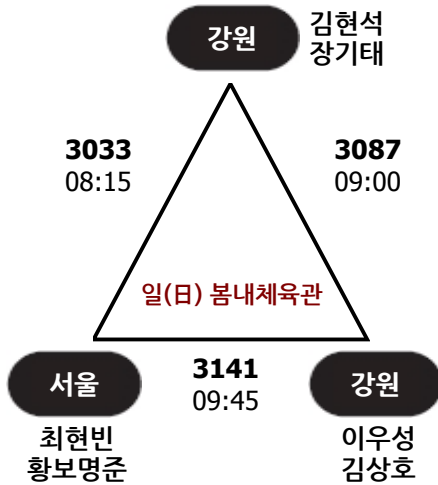 강원
김현석
장기태
3033
08:15
3087
09:00
일(日) 봄내체육관
서울
3141
09:45
강원
최현빈
황보명준
이우성
김상호